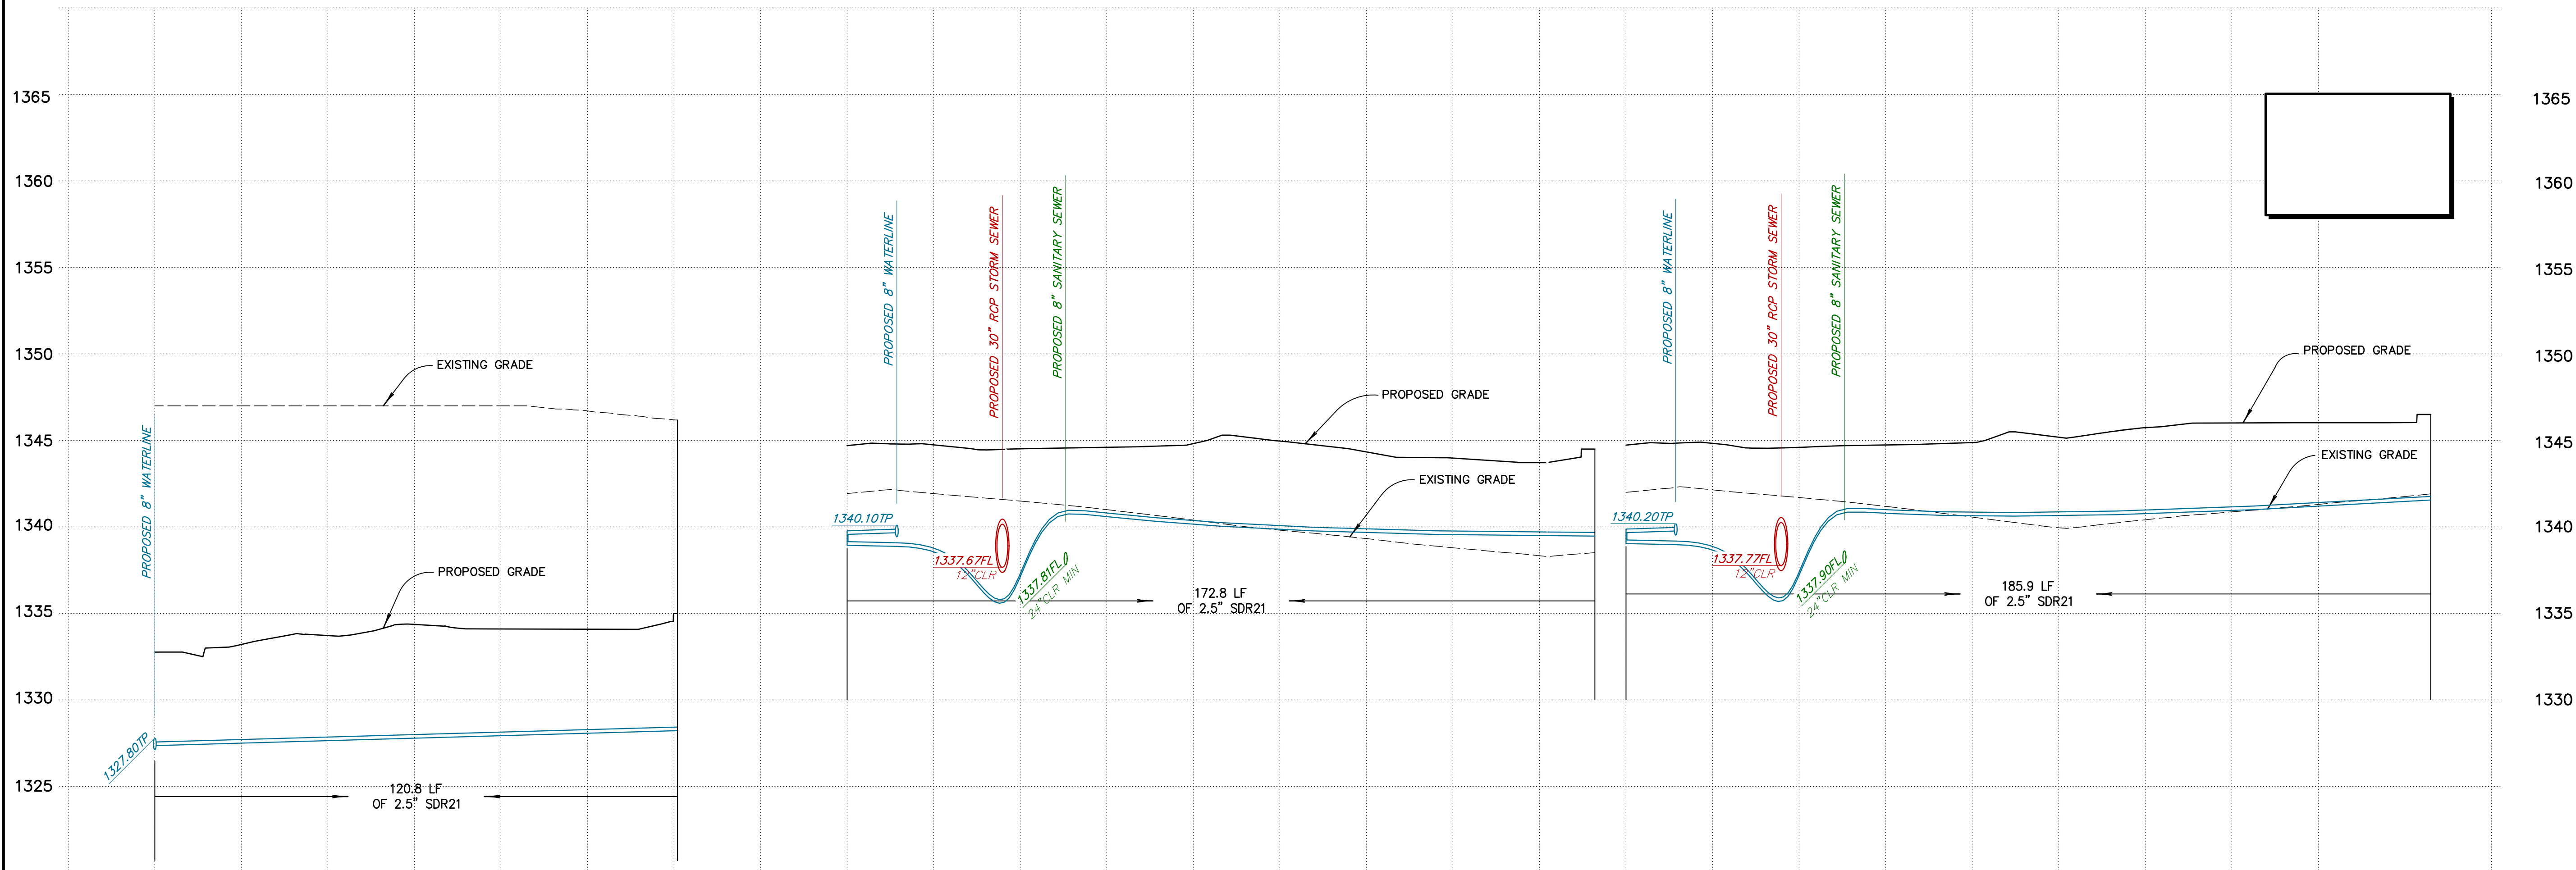 1365
1360
1355
1350
1345
1340
1335
1330
1325
PROPOSED 8" WATERLINE
EXISTING GRADE
PROPOSED GRADE
1327.80TP
120.8 LF
OF 2.5" SDR21
PROPOSED 8" WATERLINE
PROPOSED 30" RCP STORM SEWER
PROPOSED 8" SANITARY SEWER
PROPOSED GRADE
EXISTING GRADE
1340.10TP
1337.67FL
12"CLR
1337.81FL
24"CLR MIN
172.8 LF
OF 2.5" SDR21
PROPOSED 8" WATERLINE
PROPOSED 30" RCP STORM SEWER
PROPOSED 8" SANITARY SEWER
PROPOSED GRADE
EXISTING GRADE
1340.20TP
1337.77FL
12"CLR
1337.90FL
24"CLR MIN
185.9 LF
OF 2.5" SDR21
1365
1360
1355
1350
1345
1340
1335
1330